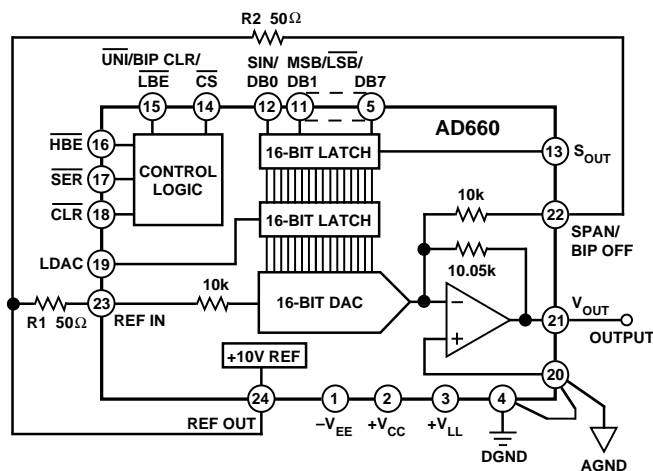 R2 50Ω
UNI/BIP CLR/
LBE
CS
SIN/
DB0
MSB/LSB/
DB1
DB7
15
14
12
11
5
AD660
HBE
16
SER
17
CLR
18
CONTROL
LOGIC
16-BIT LATCH
13
SOUT
16-BIT LATCH
10k
22
SPAN/
BIP OFF
LDAC
19
10.05k
R1 50Ω
23
REF IN
10k
16-BIT DAC
–
+
21
VOUT
OUTPUT
+10V REF
20
REF OUT
24
1
–VEE
2
+VCC
3
+VLL
4
DGND
AGND